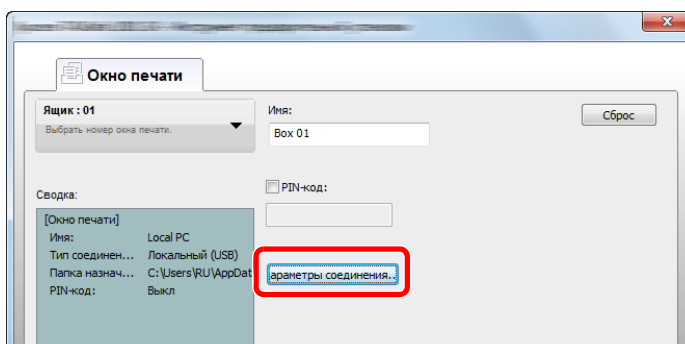 Окно печати
Ящик : 01
Выбрать номер окна печати.
Имя:
Box 01
Сброс
PIN-код:
Сводка:
[Окно печати]
Имя: Local PC
Тип соединен... Локальный (USB)
Папка назнач... C:\Users\RU\AppDat
PIN-код: Выкл
араметры соединения..